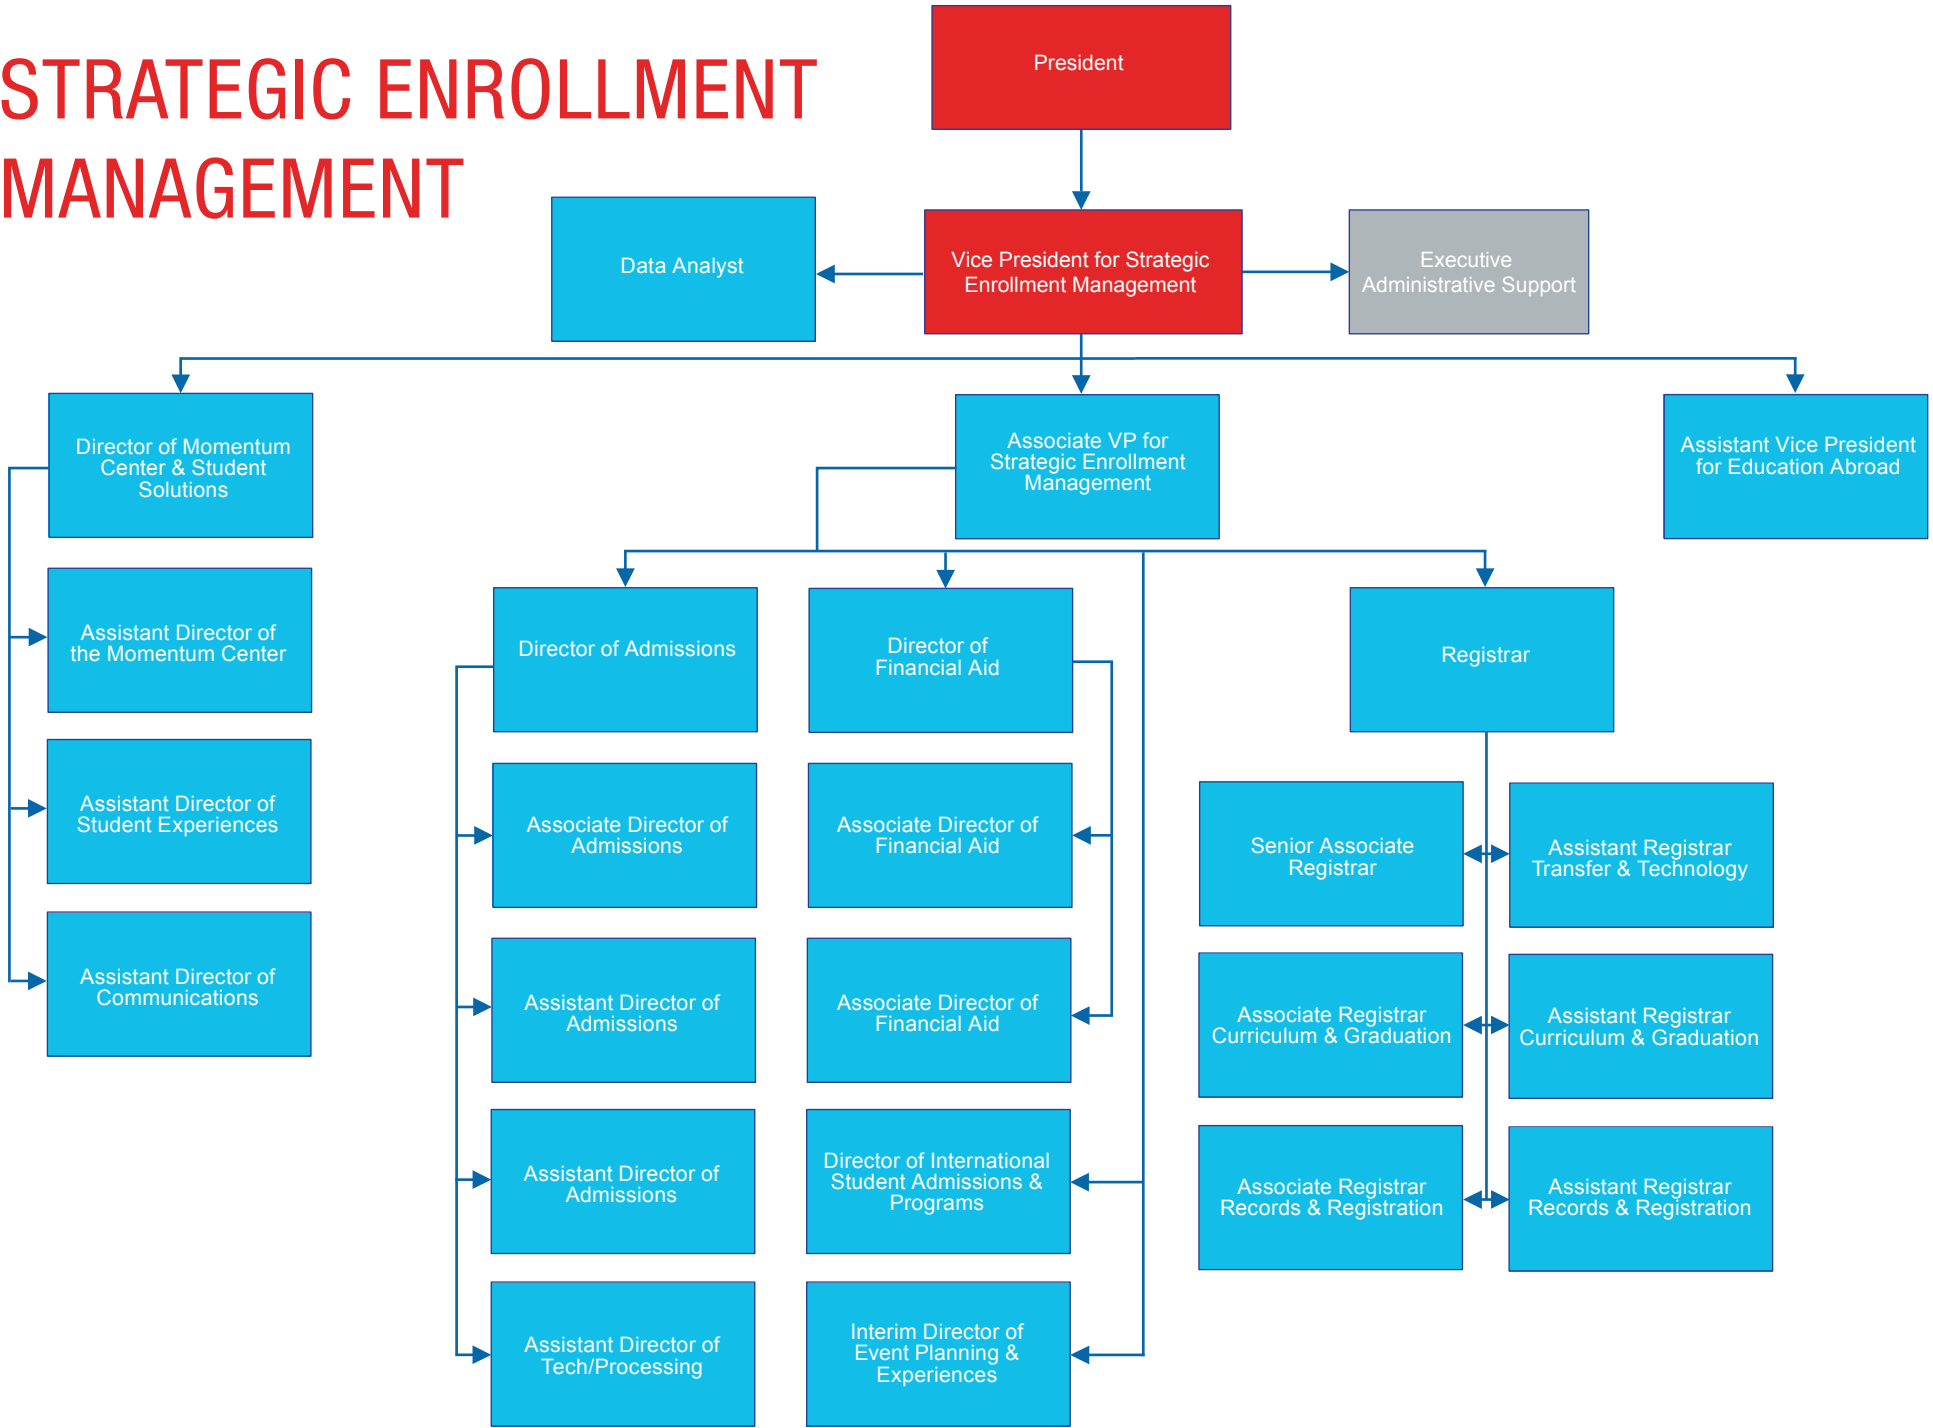 STRATEGIC ENROLLMENT
MANAGEMENT
President
Data Analyst
Vice President for Strategic
Enrollment Management
Executive
Administrative Support
Director of Momentum
Center & Student
Solutions
Associate VP for
Strategic Enrollment
Management
Assistant Vice President
for Education Abroad
Assistant Director of
the Momentum Center
Assistant Director of
Student Experiences
Assistant Director of
Communications
Director of Admissions
Associate Director of
Admissions
Assistant Director of
Admissions
Assistant Director of
Admissions
Assistant Director of
Tech/Processing
Director of
Financial Aid
Associate Director of
Financial Aid
Associate Director of
Financial Aid
Director of International
Student Admissions &
Programs
Interim Director of
Event Planning &
Experiences
Registrar
Senior Associate
Registrar
Assistant Registrar
Transfer & Technology
Associate Registrar
Curriculum & Graduation
Assistant Registrar
Curriculum & Graduation
Associate Registrar
Records & Registration
Assistant Registrar
Records & Registration